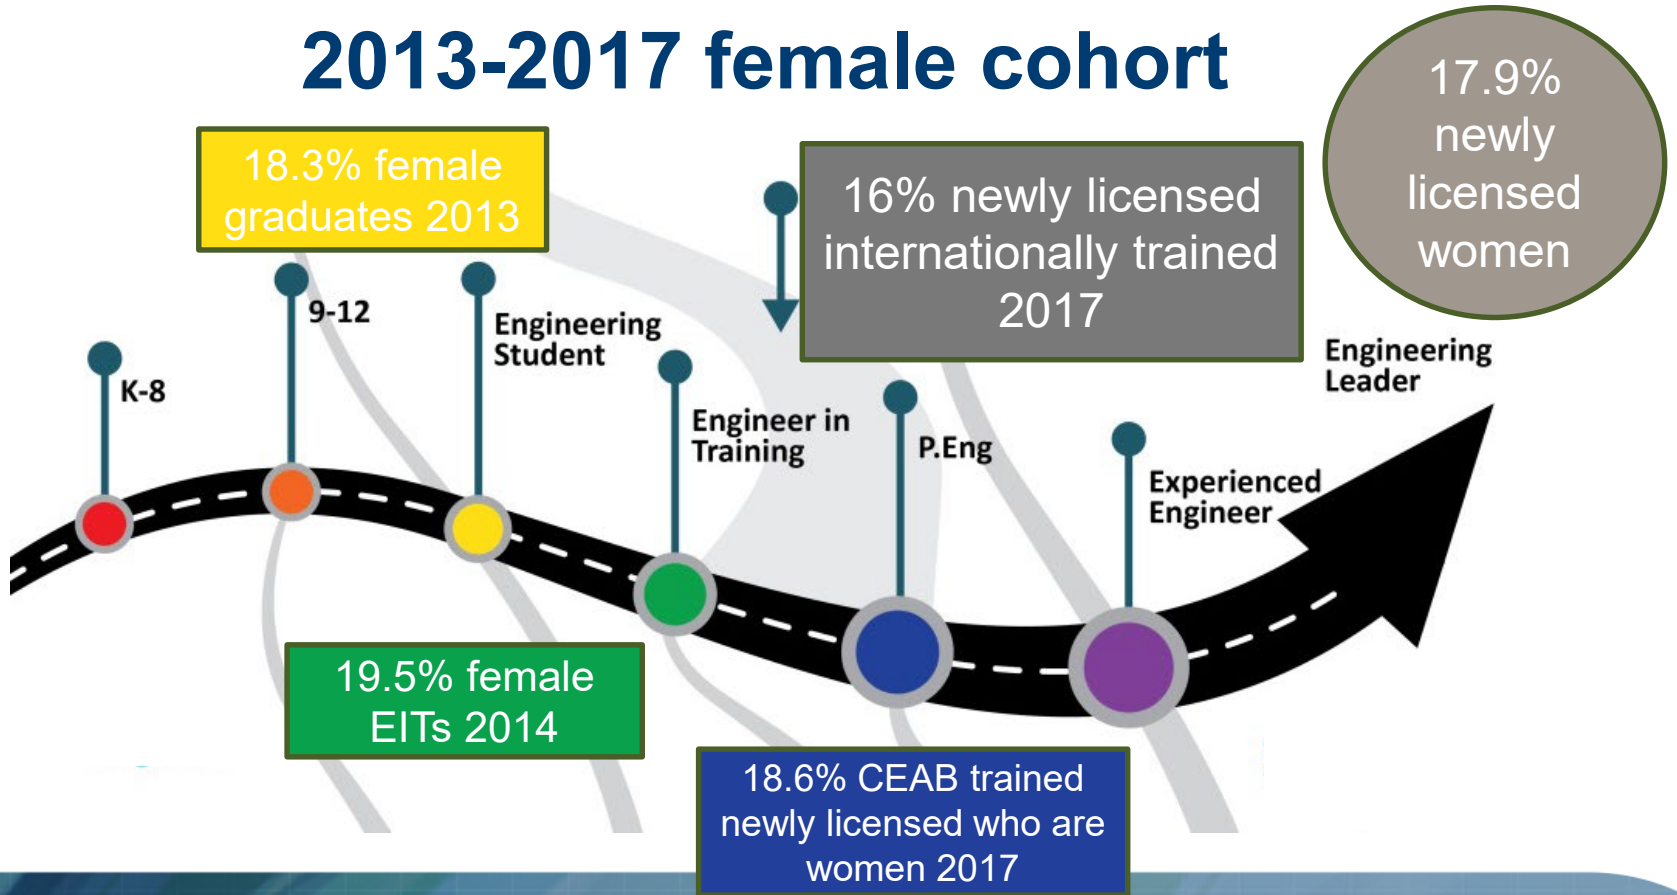 2013-2017 female cohort
17.9%
newly
licensed
women
18.3% female
graduates 2013
16% newly licensed
internationally trained
2017
K-8
9-12
Engineering
Student
Engineer in
Training
P.Eng
Experienced
Engineer
Engineering
Leader
19.5% female
EITs 2014
18.6% CEAB trained
newly licensed who are
women 2017